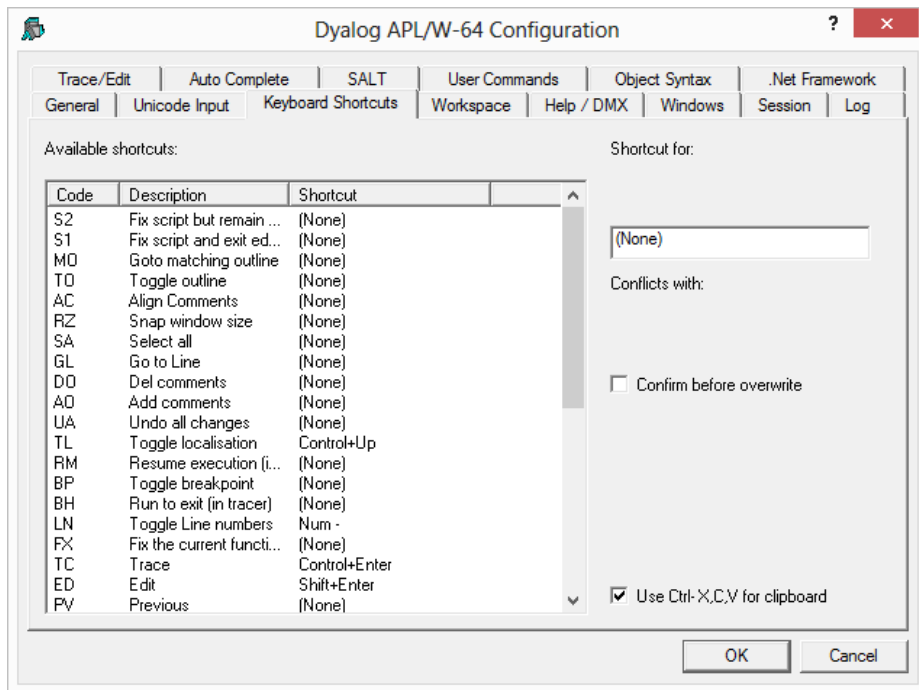 Dyalog APL/W-64 Configuration ?
Trace/Edit Auto Complete SALT User Commands Object Syntax .Net Framework
General Unicode Input Keyboard Shortcuts Workspace Help / DMX Windows Session Log
Available shortcuts: Shortcut for:
Code Description Shortcut
S2 Fix script but remain ... (None)
S1 Fix script and exit ed... (None)
(None)
MO Goto matching outline (None)
TO Toggle outline (None)
Conflicts with:
AC Align Comments (None)
RZ Snap window size (None)
SA Select all (None)
GL Go to Line (None)
DO Del comments (None)
Confirm before overwrite
AO Add comments (None)
UA Undo all changes (None)
TL Toggle localisation Control+Up
RM Resume execution (i... (None)
BP Toggle breakpoint (None)
BH Run to exit (in tracer) (None)
LN Toggle Line numbers Num -
FX Fix the current functi... (None)
TC Trace Control+Enter
ED Edit Shift+Enter
Use Ctrl-X,C,V for clipboard
PV Previous (None)
OK Cancel